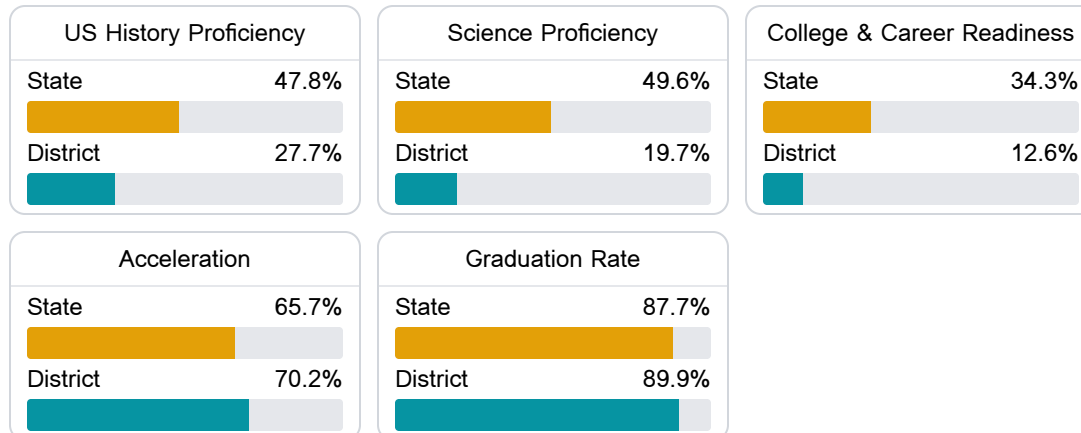 US History Proficiency
State 47.8%
District 27.7%
Science Proficiency
State 49.6%
District 19.7%
College & Career Readiness
State 34.3%
District 12.6%
Acceleration
State 65.7%
District 70.2%
Graduation Rate
State 87.7%
District 89.9%